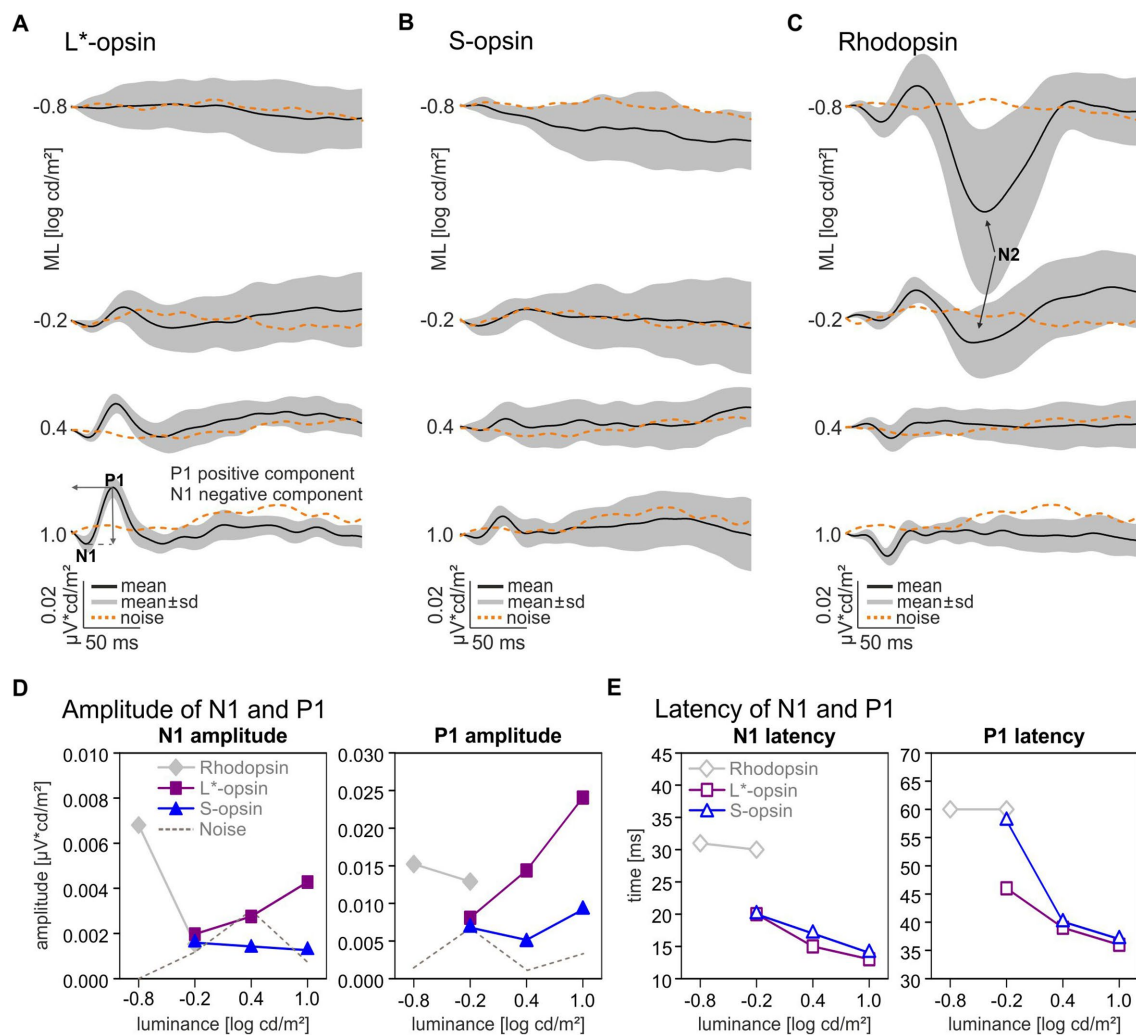 A
L*-opsin
B
S-opsin
C
Rhodopsin
-0.8
-0.8
-0.8
ML [log cd/m²]
ML [log cd/m²]
ML [log cd/m²]
N2
-0.2
-0.2
-0.2
0.4
0.4
0.4
P1
P1 positive component
N1 negative component
1.0
1.0
1.0
N1
0.02
µV*cd/m²
mean
mean±sd
noise
50 ms
0.02
µV*cd/m²
mean
mean±sd
noise
50 ms
0.02
µV*cd/m²
mean
mean±sd
noise
50 ms
D
Amplitude of N1 and P1
N1 amplitude
P1 amplitude
amplitude [µV*cd/m²]
0.010
0.008
0.006
0.004
0.002
0.000
Rhodopsin
L*-opsin
S-opsin
Noise
-0.8 -0.2 0.4 1.0
luminance [log cd/m²]
0.030
0.025
0.020
0.015
0.010
0.005
0.000
-0.8 -0.2 0.4 1.0
luminance [log cd/m²]
E
Latency of N1 and P1
N1 latency
P1 latency
time [ms]
45
40
35
30
25
20
15
10
Rhodopsin
L*-opsin
S-opsin
-0.8 -0.2 0.4 1.0
luminance [log cd/m²]
70
65
60
55
50
45
40
35
30
-0.8 -0.2 0.4 1.0
luminance [log cd/m²]